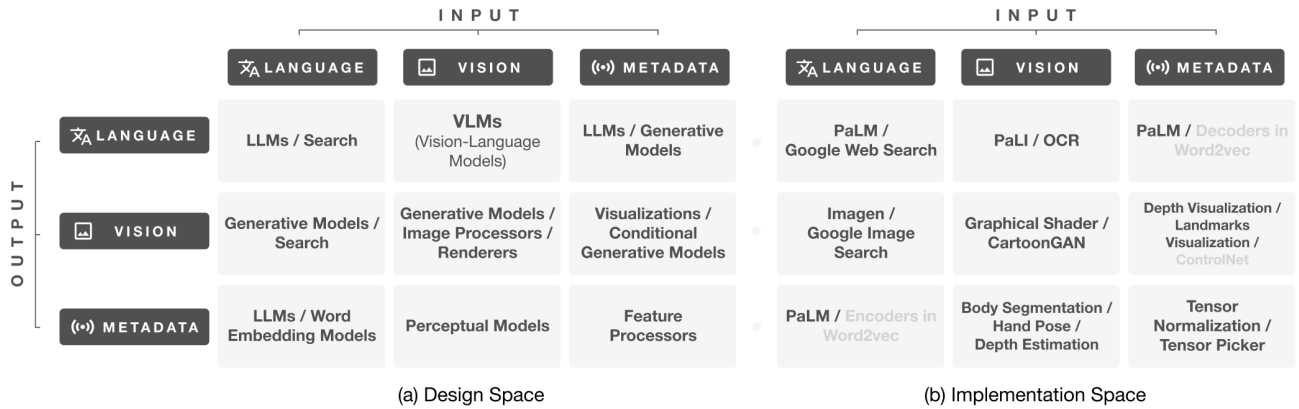 INPUT
INPUT
LANGUAGE VISION METADATA
LANGUAGE VISION METADATA
OUTPUT
LANGUAGE
LLMs / Search
VLMs
(Vision-Language
Models)
LLMs / Generative
Models
PaLM /
Google Web Search
PaLI / OCR
PaLM / Decoders in
Word2vec
VISION
Generative Models /
Search
Generative Models /
Image Processors /
Renderers
Visualizations /
Conditional
Generative Models
Imagen /
Google Image
Search
Graphical Shader /
CartoonGAN
Depth Visualization /
Landmarks
Visualization /
ControlNet
METADATA
LLMs / Word
Embedding Models
Perceptual Models
Feature
Processors
PaLM / Encoders in
Word2vec
Body Segmentation /
Hand Pose /
Depth Estimation
Tensor
Normalization /
Tensor Picker
(a) Design Space
(b) Implementation Space